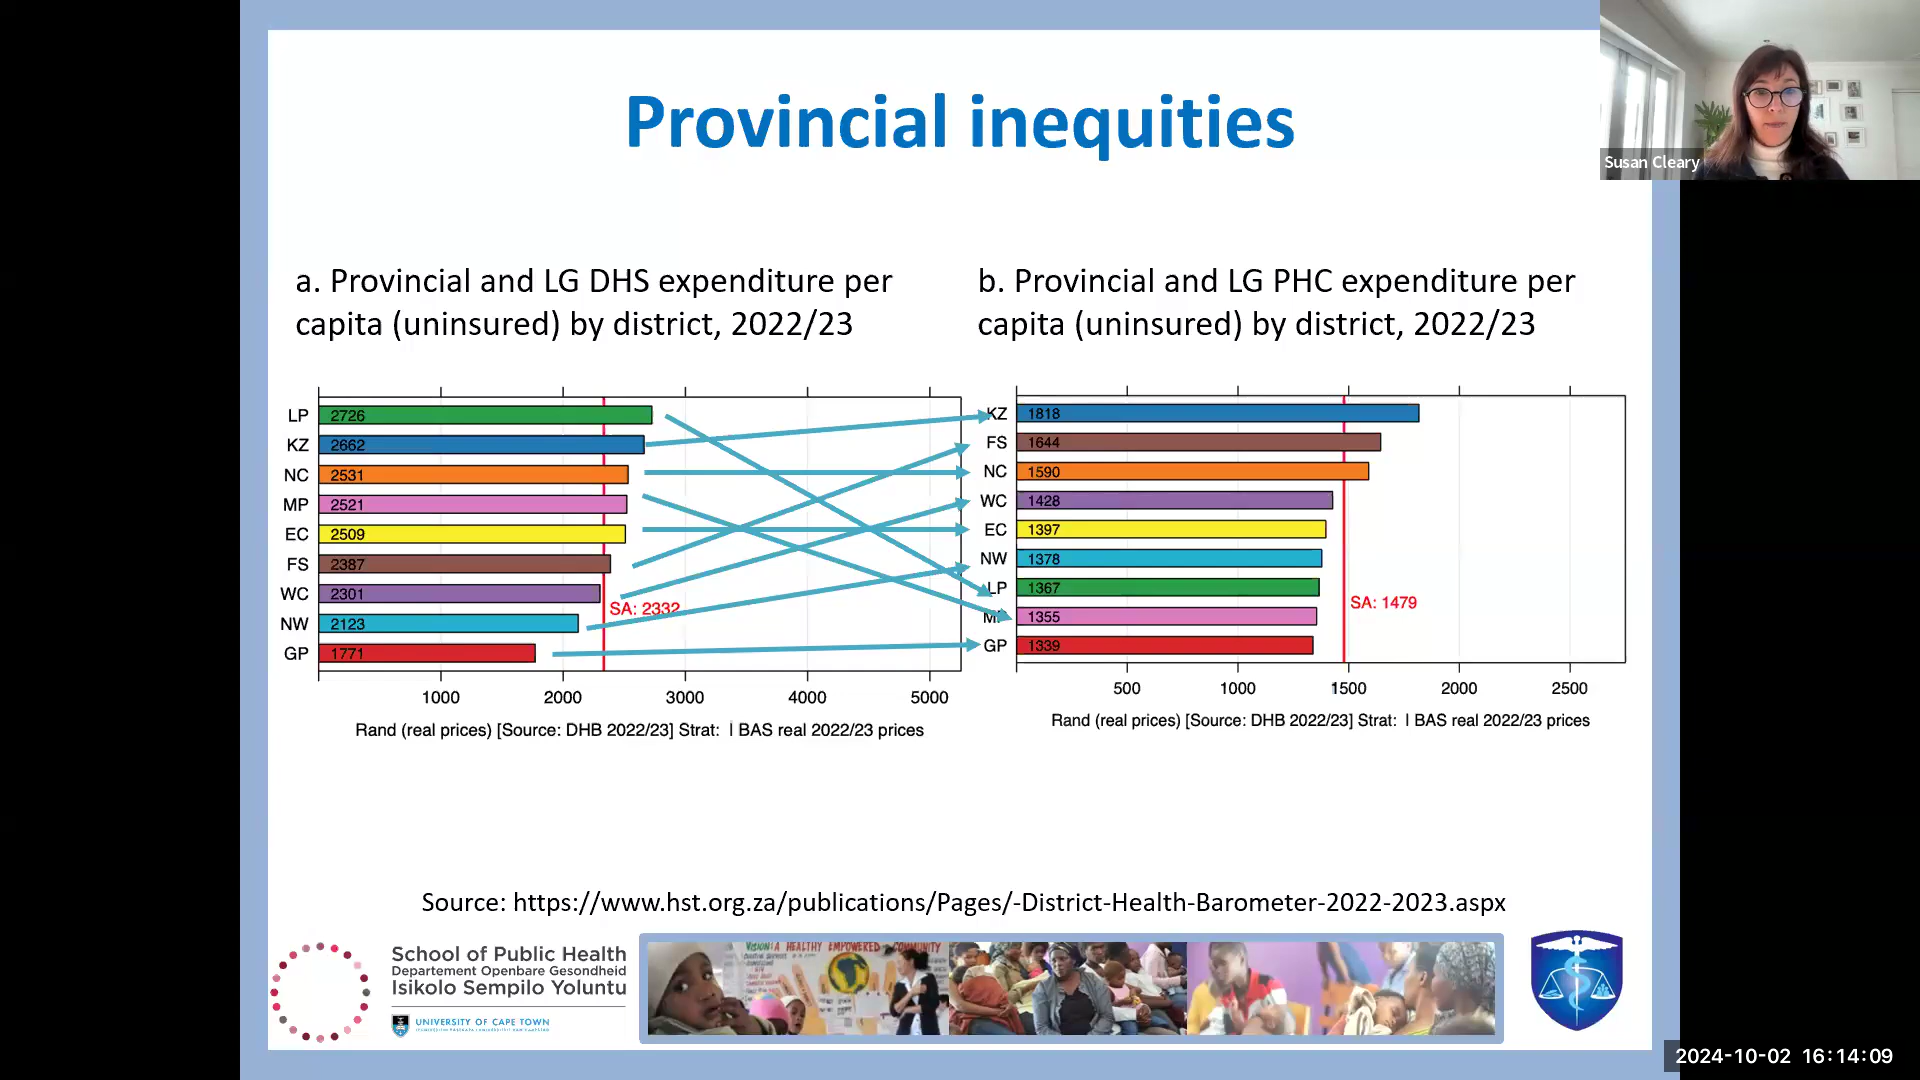 Provincial inequities
Susan Cleary
a. Provincial and LG DHS expenditure per
capita (uninsured) by district, 2022/23
LP 2726
KZ 2662
NC 2531
MP 2521
EC 2509
FS 2387
WC 2301
SA: 2332
NW 2123
GP 1771
1000 2000 3000 4000 5000
Rand (real prices) [Source: DHB 2022/23] Strat: | BAS real 2022/23 prices
b. Provincial and LG PHC expenditure per
capita (uninsured) by district, 2022/23
KZ 1818
FS 1644
NC 1590
WC 1428
EC 1397
NW 1378
LP 1367
SA: 1479
1355
GP 1339
500 1000 1500 2000 2500
Rand (real prices) [Source: DHB 2022/23] Strat: | BAS real 2022/23 prices
Source: https://www.hst.org.za/publications/Pages/-District-Health-Barometer-2022-2023.aspx
School of Public Health
Departement Openbare Gesondheid
Isikolo Sempilo Yoluntu
UNIVERSITY OF CAPE TOWN
VISION: A HEALTHY EMPOWERED COMMUNITY
2024-10-02 16:14:09